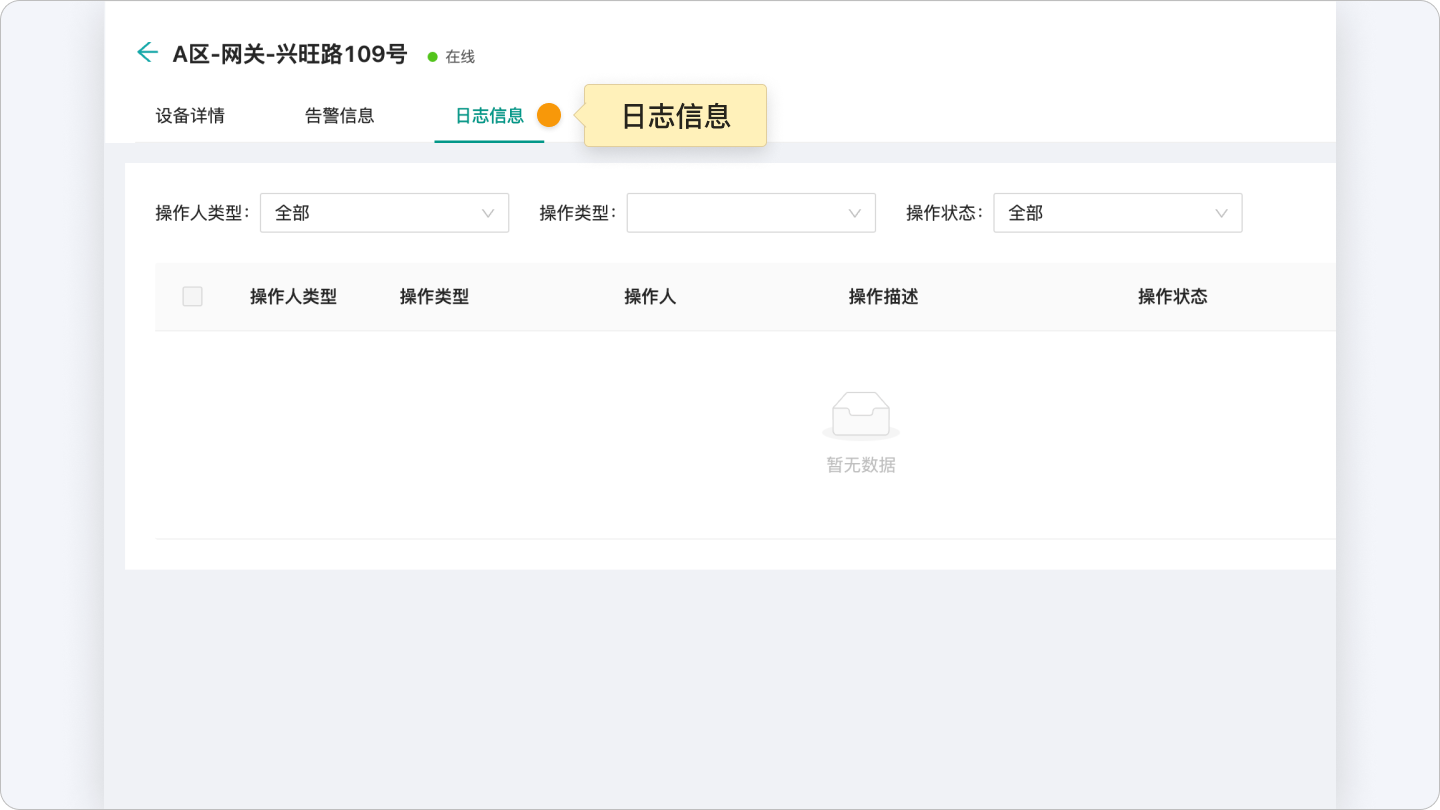 A区-网关-兴旺路109号 在线
设备详情 告警信息 日志信息 日志信息
操作人类型: 全部 操作类型: 操作状态: 全部
操作人类型 操作类型 操作人 操作描述 操作状态
暂无数据